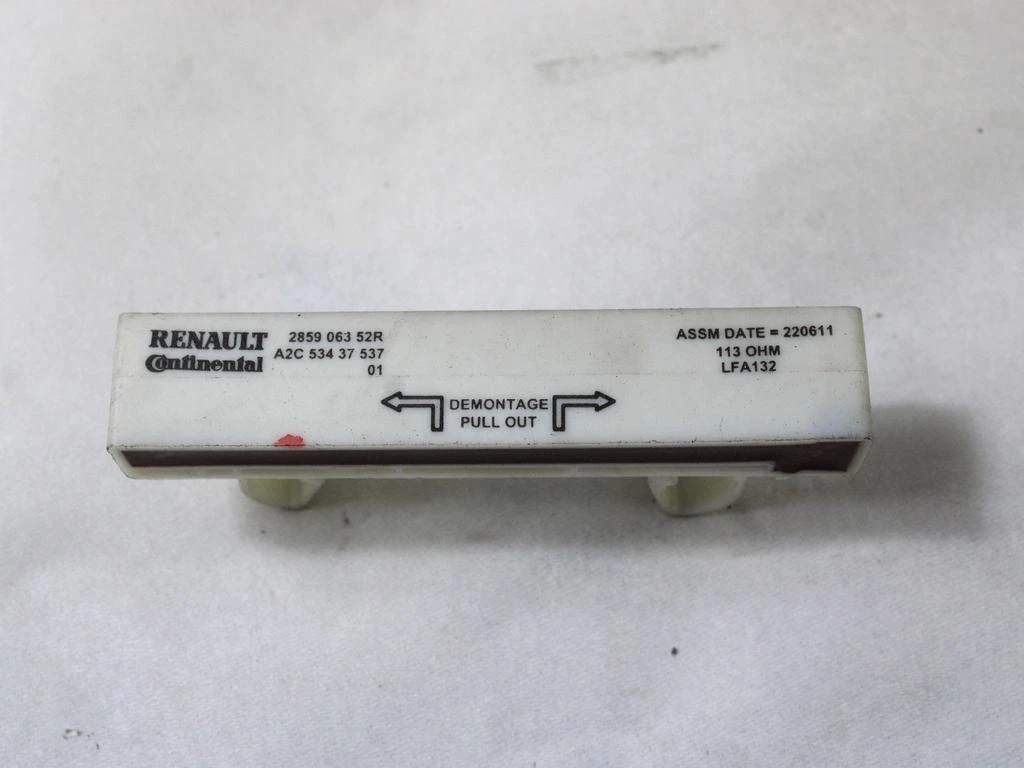 RENAULT
Continental
2859 063 52R
A2C 534 37 537
01
DEMONTAGE
PULL OUT
ASSM DATE = 220611
113 OHM
LFA132